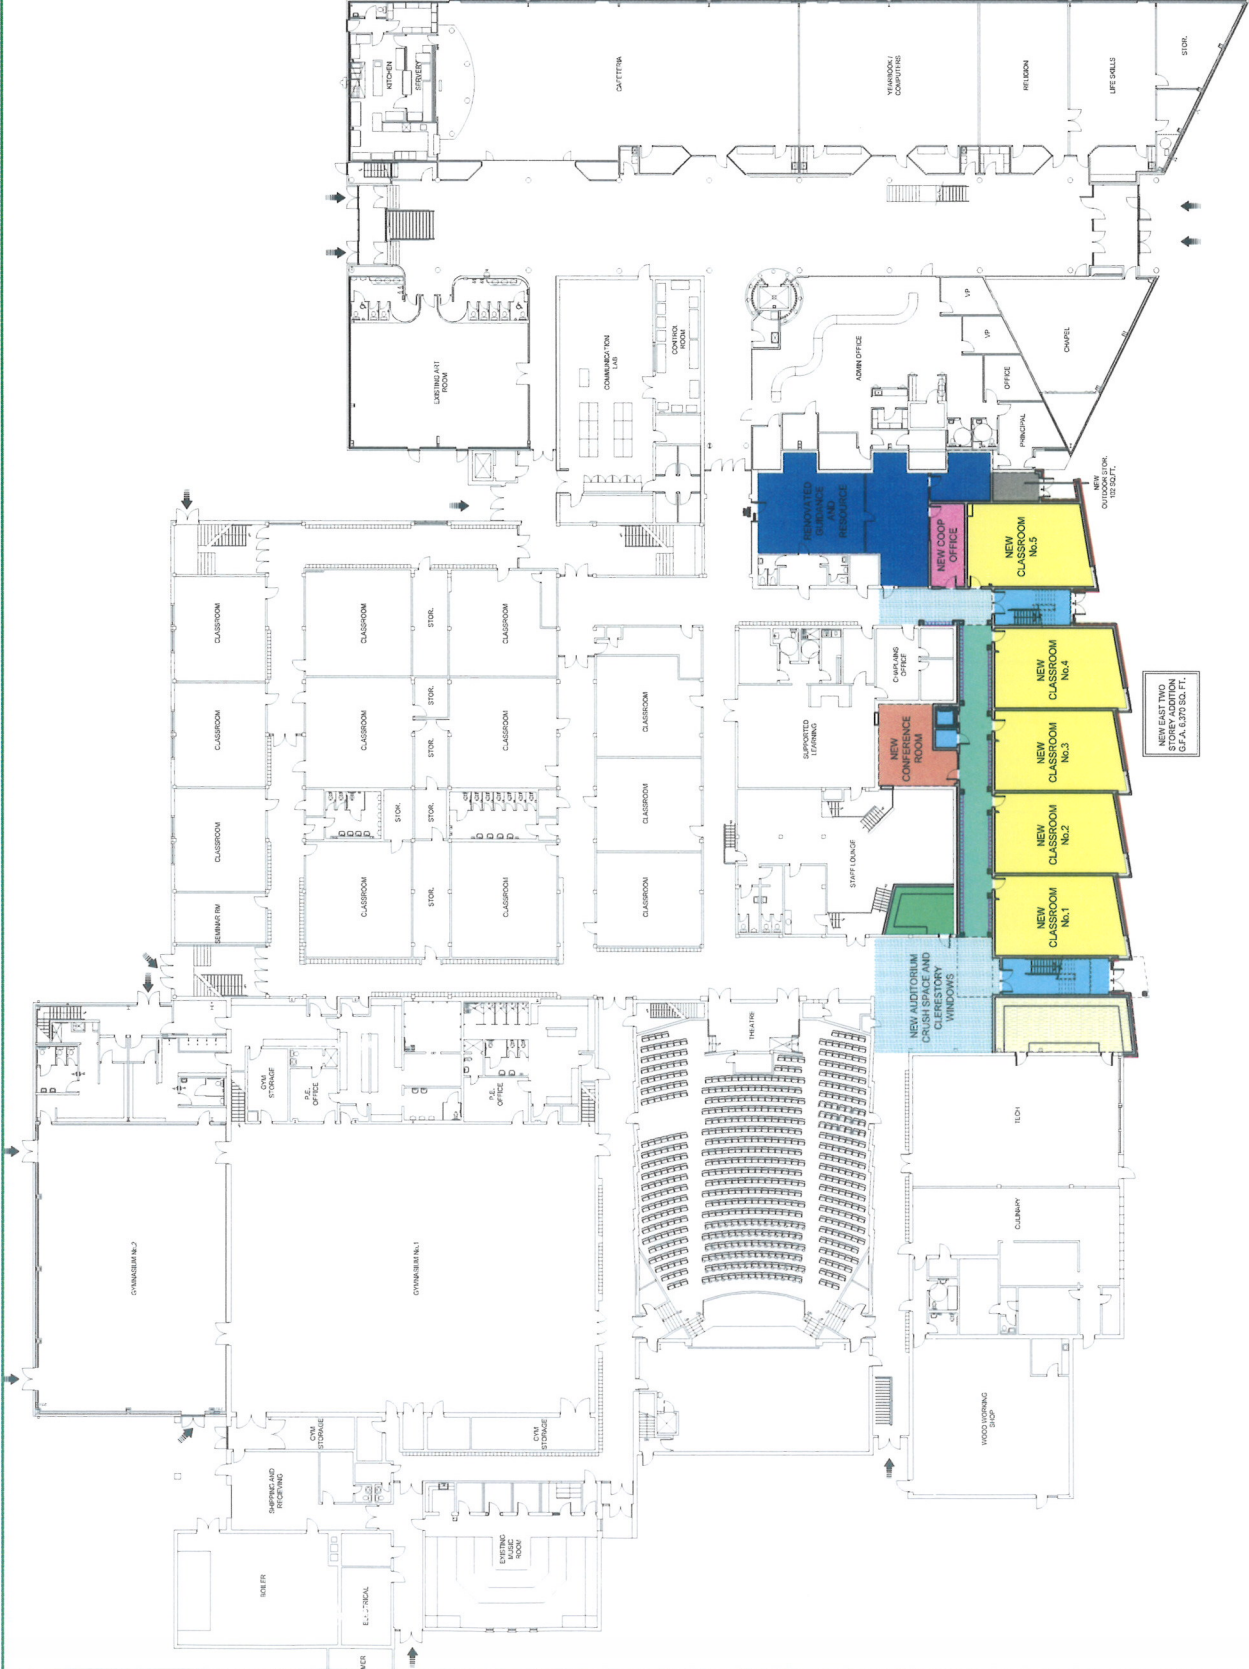 KITCHEN
SERVERY
CAFETERIA
YEARBOOK /
COMPUTERS
RELIGION
LIFE SKILLS
STOR.
EXISTING ART
ROOM
COMMUNICATION
LAB
CONTROL
ROOM
ADMIN OFFICE
VP
VP
OFFICE
PRINCIPAL
CHAPEL
NEW
OUTDOOR STOR.
102 SQ.FT.
RENOVATED
GUIDANCE
AND
RESOURCE
NEW COOP
OFFICE
NEW
CLASSROOM
No.5
CLASSROOM
CLASSROOM
CLASSROOM
SEMINAR RM
CLASSROOM
CLASSROOM
CLASSROOM
STOR.
STOR.
STOR.
STOR.
STOR.
CLASSROOM
CLASSROOM
CLASSROOM
CLASSROOM
CLASSROOM
CLASSROOM
SUPPORTED
LEARNING
CHAPLAINS
OFFICE
NEW
CONFERENCE
ROOM
STAFF LOUNGE
NEW
CLASSROOM
No.4
NEW
CLASSROOM
No.3
NEW
CLASSROOM
No.2
NEW
CLASSROOM
No.1
NEW EAST TWO
STOREY ADDITION
G.F.A. 6,370 SQ. FT.
NEW AUDITORIUM
CRUSH SPACE AND
CLERESTORY
WINDOWS
THEATRE
GYM
STORAGE
P.E.
OFFICE
P.E.
OFFICE
GYMNASIUM No.2
GYMNASIUM No.1
TECH
CULINARY
WOOD WORKING
SHOP
GYM
STORAGE
GYM
STORAGE
SHIPPING AND
RECIEVING
BOILER
ELECTRICAL
EXISTING
MUSIC
ROOM